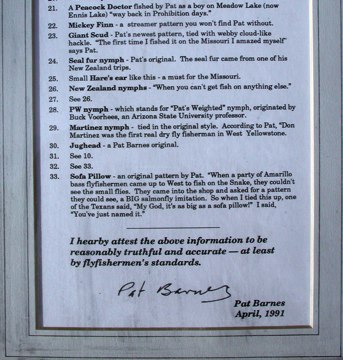 21. A Peacock Doctor fished by Pat as a boy on Meadow Lake (now
Ennis Lake) "way back in Prohibition days."
22. Mickey Finn - a streamer pattern you won't find Pat without.
23. Giant Scud - Pat's newest pattern, tied with webby cloud-like
hackle. "The first time I fished it on the Missouri I amazed myself"
says Pat.
24. Seal fur nymph - Pat's original. The seal fur came from one of his
New Zealand trips.
25. Small Hare's ear like this - a must for the Missouri.
26. New Zealand nymphs - "When you can't get fish on anything else."
27. See 26.
28. PW nymph - which stands for "Pat's Weighted" nymph, originated by
Buck Voorhees, an Arizona State University professor.
29. Martinez nymph - tied in the original style. According to Pat, "Don
Martinez was the first real dry fly fisherman in West Yellowstone.
30. Jughead - a Pat Barnes original.
31. See 10.
32. See 33.
33. Sofa Pillow - an original pattern by Pat. "When a party of Amarillo
bass flyfishermen came up West to fish on the Snake, they couldn't
see the small flies. They came into the shop and asked for a pattern
they could see, a BIG salmonfly imitation. So when I tied this up, one
of the Texans said, "My God, it's as big as a sofa pillow!" I said,
"You've just named it."
I hearby attest the above information to be
reasonably truthful and accurate — at least
by flyfishermen's standards.
Pat Barnes
Pat Barnes
April, 1991